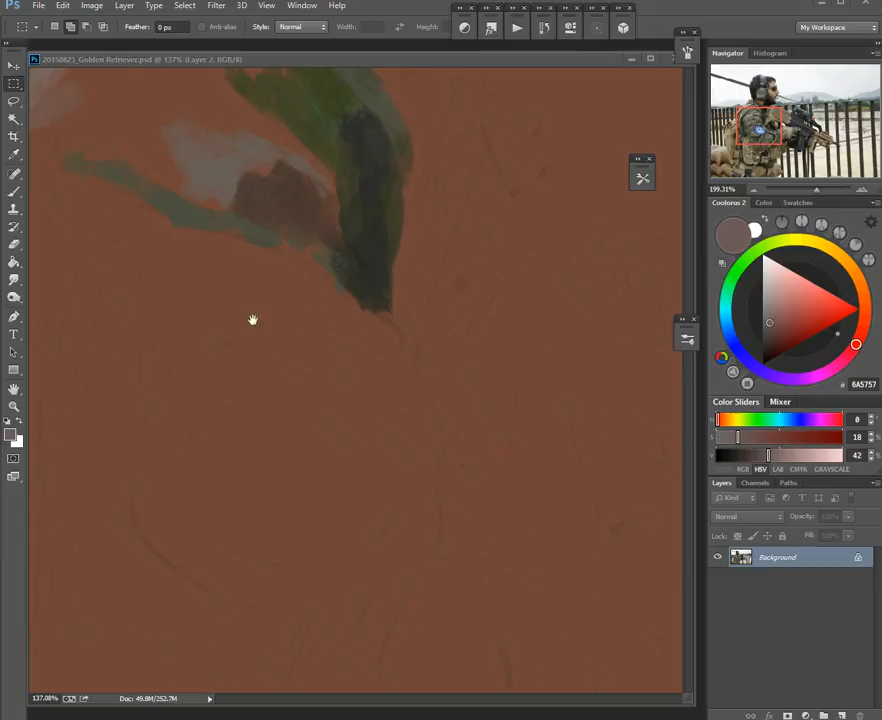 Ps File Edit Image Layer Type Select Filter 3D View Window Help
Feather: 0 px Anti-alias Style: Normal Width: Height:
My Workspace
Ps 20150823_Golden Retriever.psd @ 137% (Layer 2, RGB/8)
Navigator Histogram
199.31%
Coolorus 2 Color Swatches
# 6A5757
Color Sliders Mixer
H 0 °
S 18 %
V 42 %
RGB HSV LAB CMYK GRAYSCALE
Layers Channels Paths
Kind
Normal Opacity: 100%
Lock: Fill: 100%
Background
137.08% Doc: 49.8M/252.7M
fx